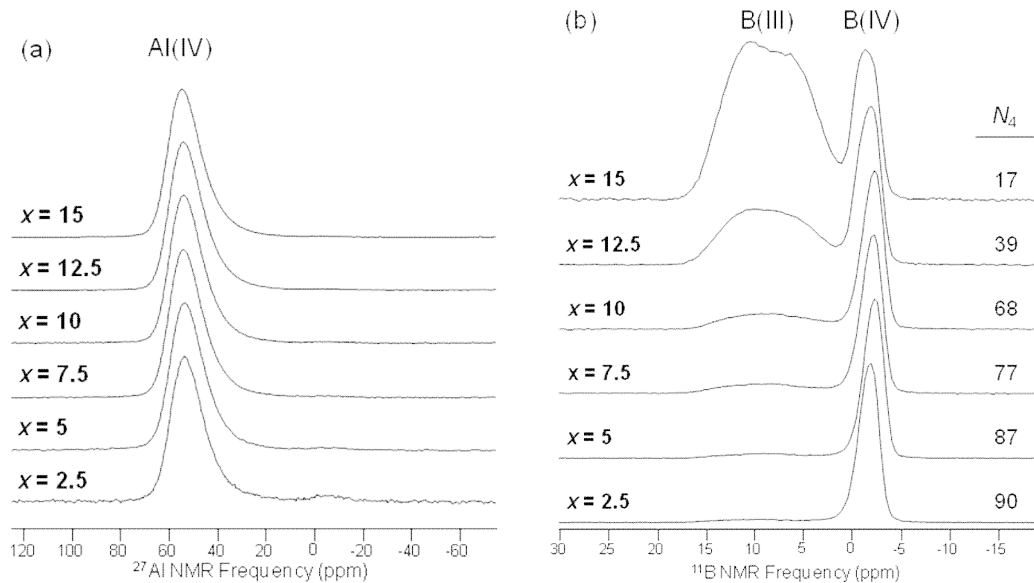 (a)
Al(IV)
x = 15
x = 12.5
x = 10
x = 7.5
x = 5
x = 2.5
120 100 80 60 40 20 0 -20 -40 -60
27Al NMR Frequency (ppm)
(b)
B(III) B(IV)
N4
x = 15 17
x = 12.5 39
x = 10 68
x = 7.5 77
x = 5 87
x = 2.5 90
30 25 20 15 10 5 0 -5 -10 -15
11B NMR Frequency (ppm)